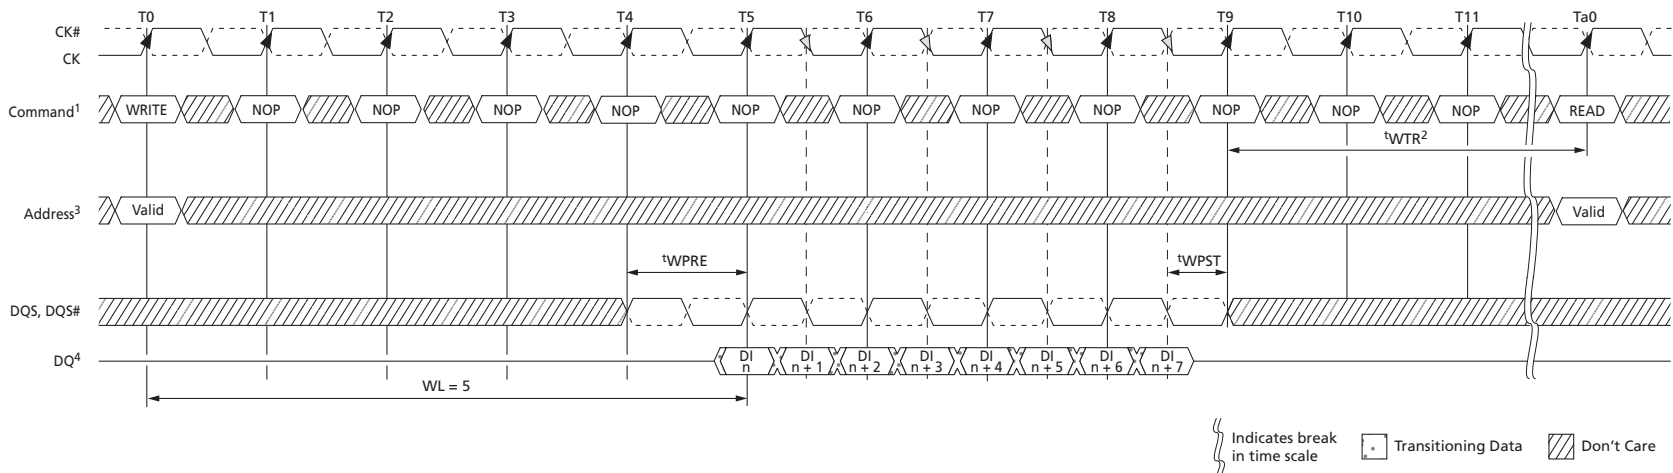 T0 T1 T2 T3 T4 T5 T6 T7 T8 T9 T10 T11 Ta0
CK#
CK
Command¹ WRITE NOP NOP NOP NOP NOP NOP NOP NOP NOP NOP NOP READ
tWTR²
Address³ Valid Valid
tWPRE tWPST
DQS, DQS#
DQ⁴ DI n DI n + 1 DI n + 2 DI n + 3 DI n + 4 DI n + 5 DI n + 6 DI n + 7
WL = 5
Indicates break
in time scale
Transitioning Data
Don't Care